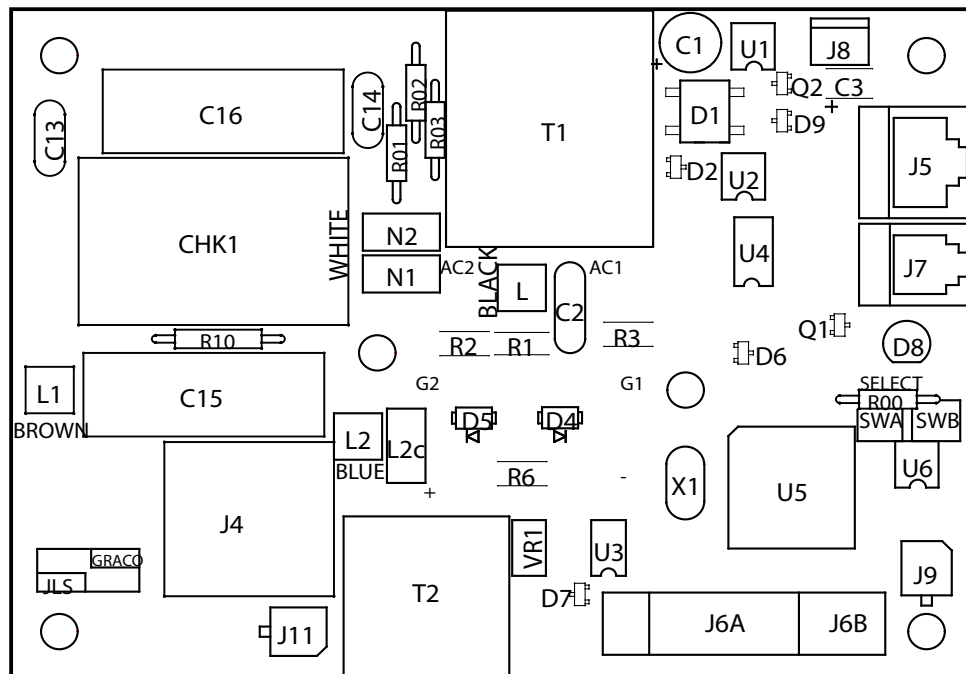 C1
U1
J8
C16
C14
R02
R03
R01
C13
T1
Q2
C3
+
+
D1
D9
J5
D2
U2
CHK1
WHITE
N2
N1
AC2
BLACK
L
C2
AC1
U4
J7
R10
R2
R1
R3
Q1
D6
D8
L1
BROWN
C15
G2
G1
SELECT
R00
SWA
SWB
L2
BLUE
L2c
D5
D4
R6
+
-
X1
U5
U6
J4
VR1
U3
GRACO
JLS
T2
D7
J9
J11
J6A
J6B